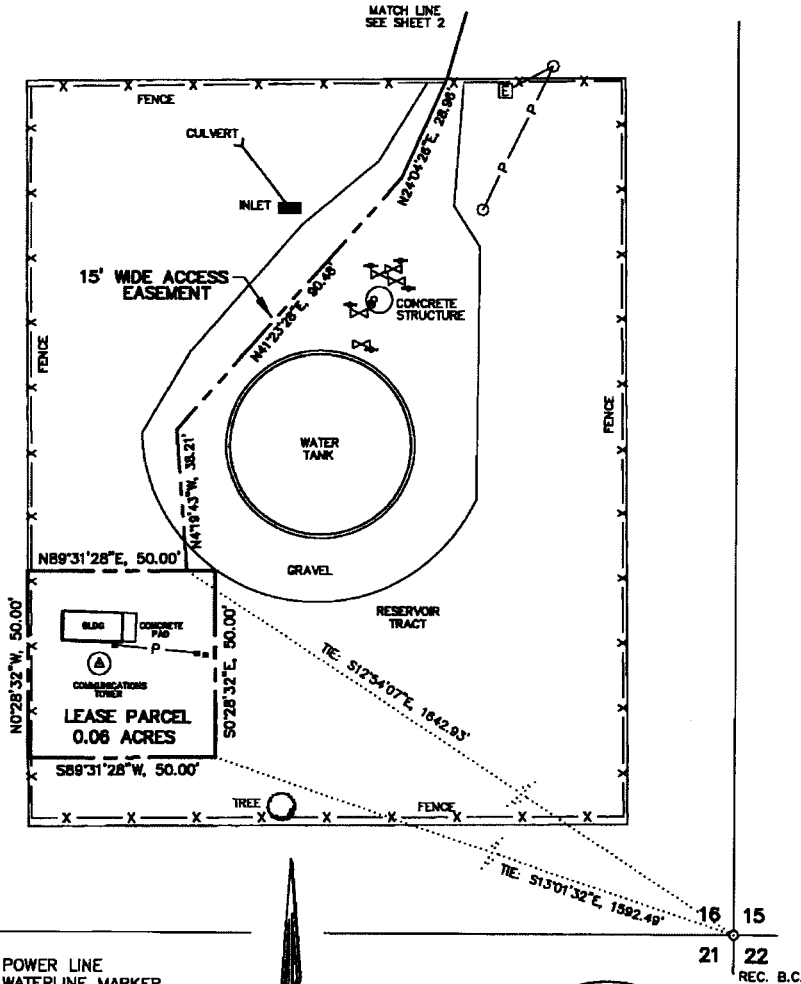 MATCH LINE
SEE SHEET 2
FENCE
E
P
P
CULVERT
N24°04'26"E, 28.96'
INLET
15' WIDE ACCESS
EASEMENT
N41°23'28"E, 90.48'
CONCRETE
STRUCTURE
FENCE
FENCE
WATER
TANK
N4°19'43"W, 38.21'
N89°31'28"E, 50.00'
GRAVEL
RESERVOIR
TRACT
N0°28'32"W, 50.00'
BLDG
CONCRETE
PAD
P
COMMUNICATIONS
TOWER
S0°28'32"E, 50.00'
LEASE PARCEL
0.06 ACRES
TIE: S12°54'07"E, 1642.93'
S89°31'28"W, 50.00'
TREE
FENCE
TIE: S13°01'32"E, 1592.49'
16 15
21 22
REC. B.C.
POWER LINE
WATERLINE MARKER